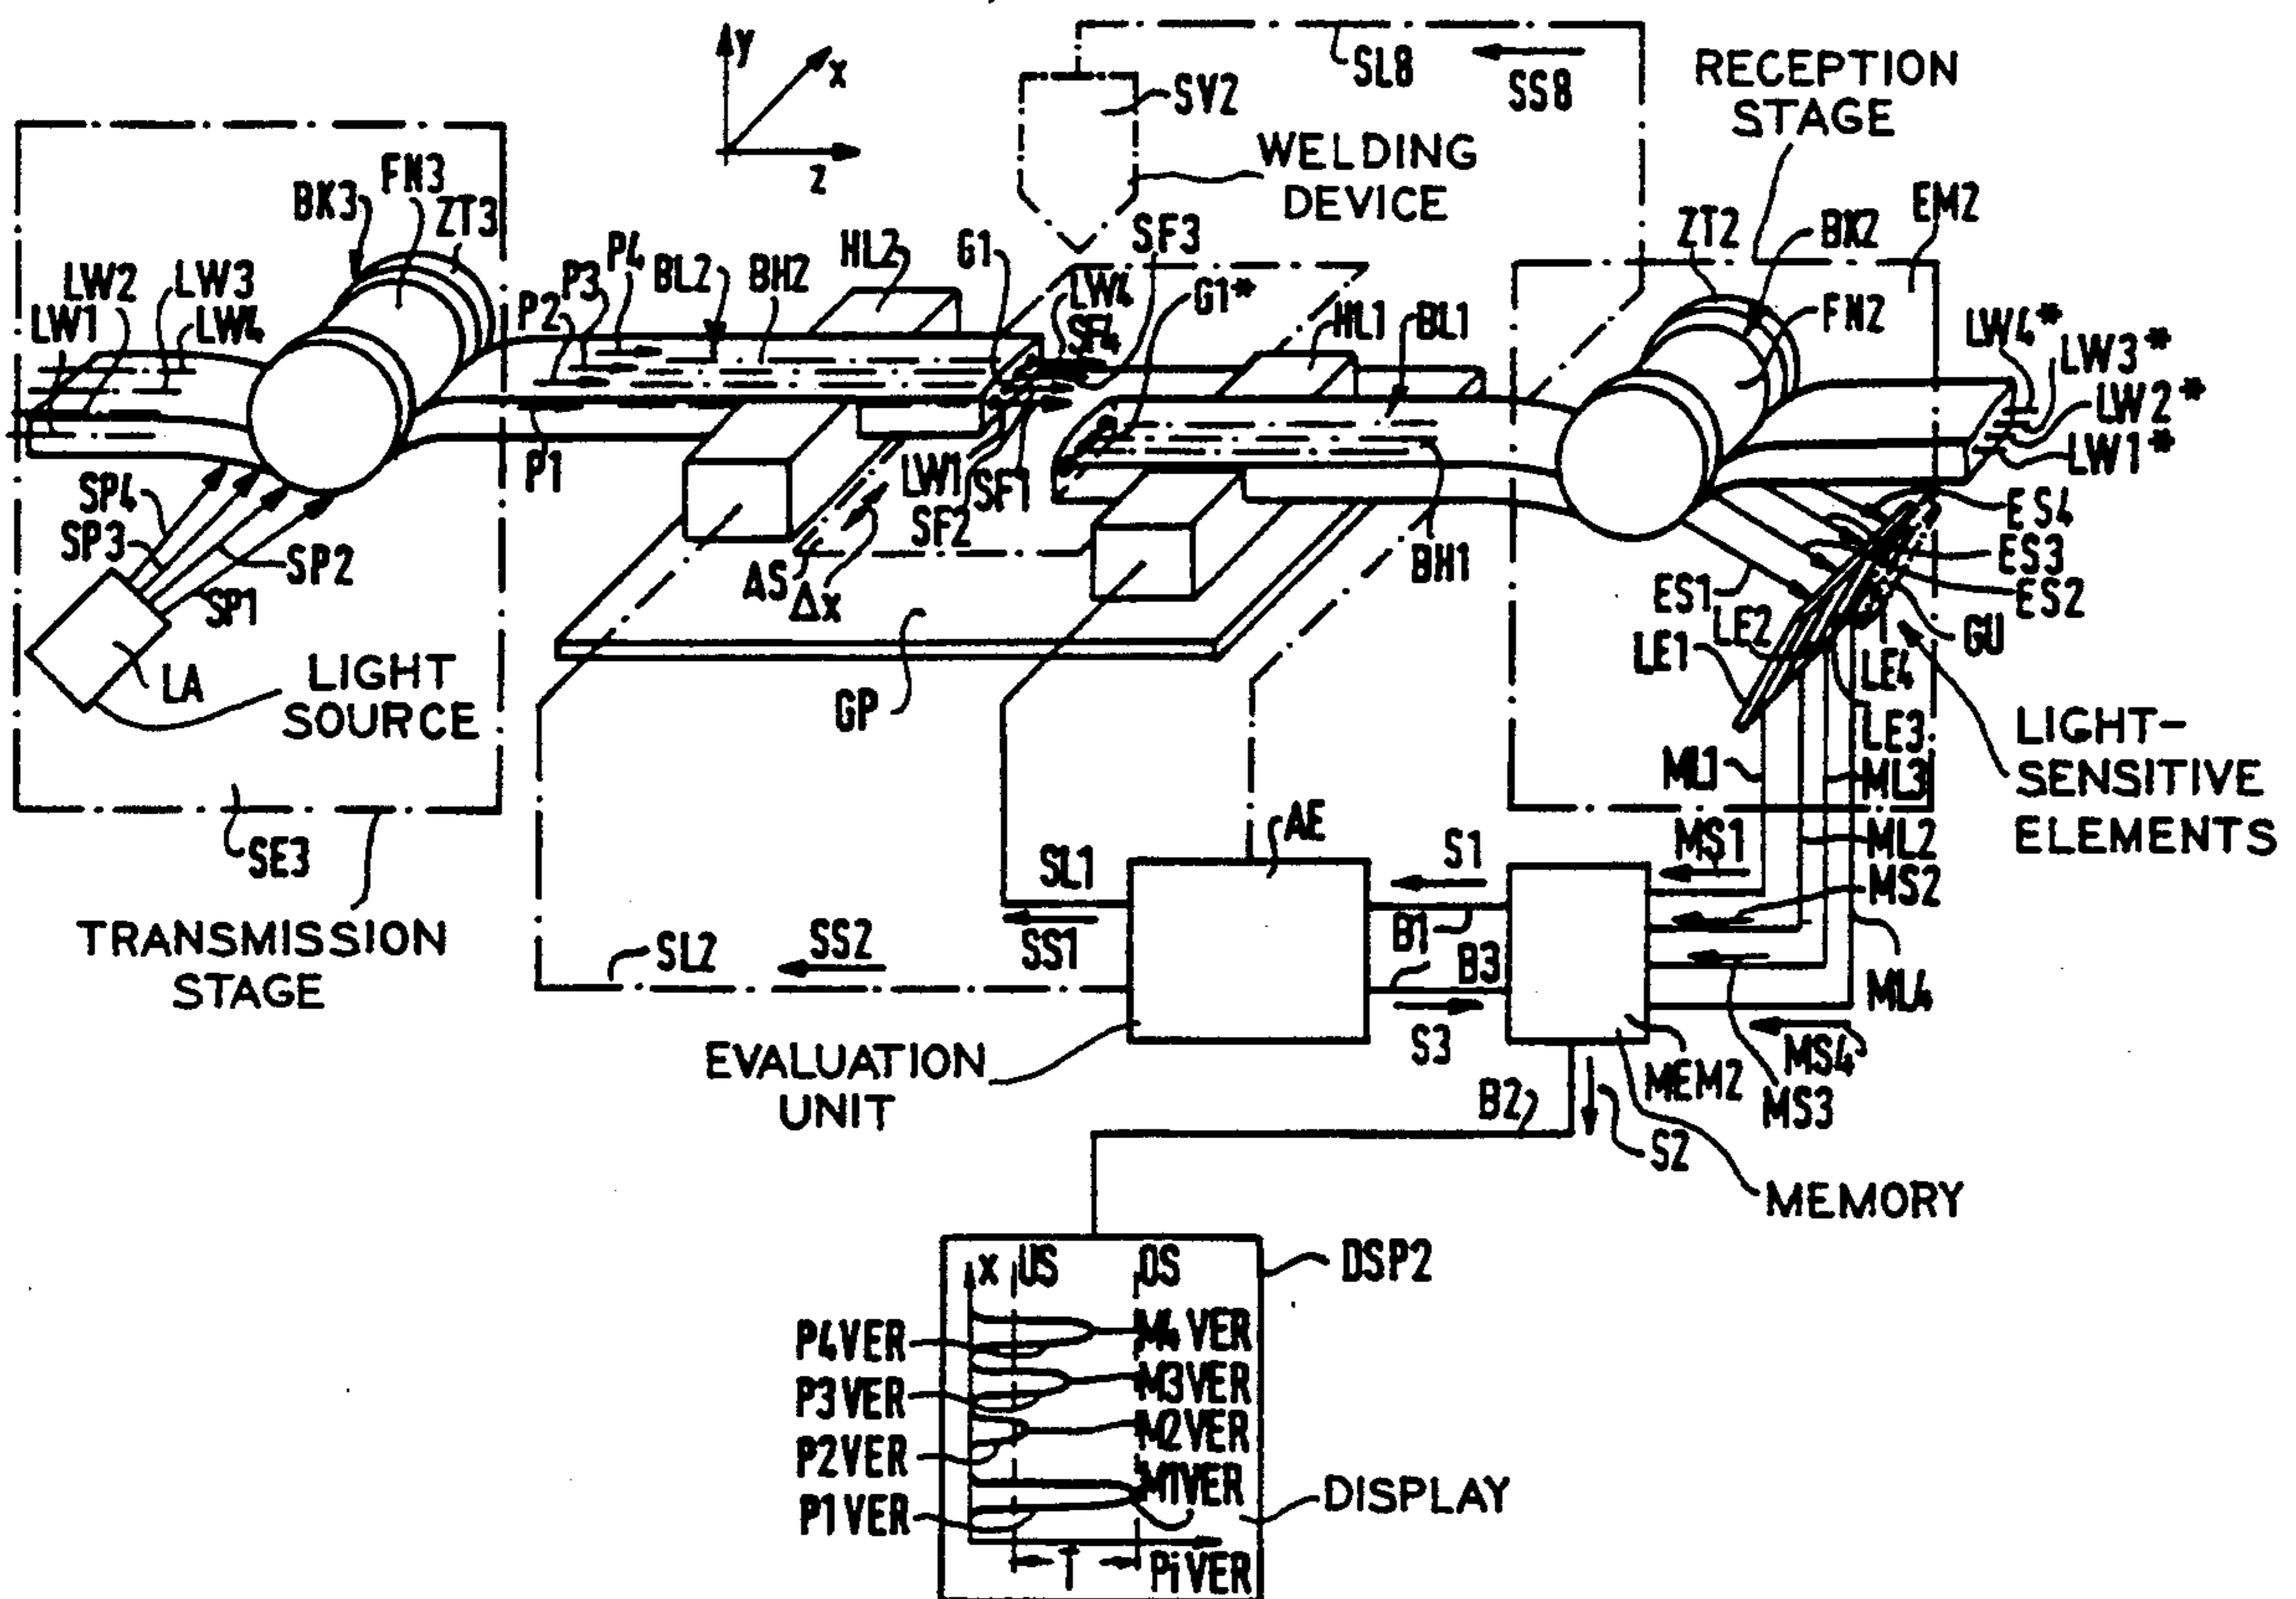 y
x
z
SL8
SS8
SV2
WELDING
DEVICE
RECEPTION
STAGE
EM2
ZT2
BK2
FN2
BK3
FN3
ZT3
LW2
LW1
LW3
LW4
P2
P3
P4
BL2
BH2
HL2
G1
LW4
SF4
SF3
G1*
HL1
BL1
LW4*
LW3*
LW2*
LW1*
P1
LW1
SF2
SF1
BH1
SP4
SP3
SP2
SP1
LA
LIGHT
SOURCE
ΔS
Δx
GP
ES1
ES4
ES3
ES2
GU
LE2
LE1
LE4
LE3
LIGHT-
SENSITIVE
ELEMENTS
ML1
ML3
ML2
ML4
MS1
MS2
MS4
MS3
SE3
TRANSMISSION
STAGE
SL1
SS1
SL2
SS2
AE
S1
B1
B3
S3
EVALUATION
UNIT
MEM2
B2
S2
MEMORY
x
US
OS
DSP2
P4VER
M4VER
P3VER
M3VER
P2VER
M2VER
P1VER
M1VER
DISPLAY
T
PiVER